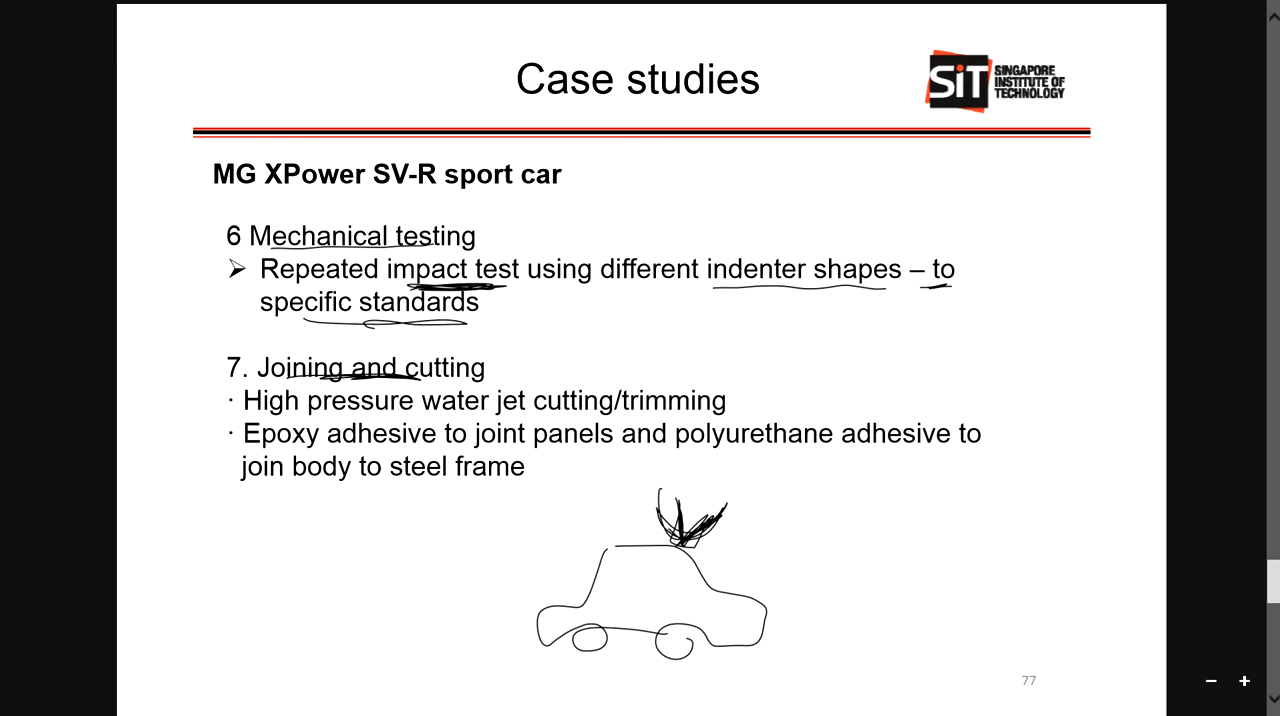 Case studies
SiT SINGAPORE
INSTITUTE OF
TECHNOLOGY
MG XPower SV-R sport car
6 Mechanical testing
➢ Repeated impact test using different indenter shapes – to
specific standards
7. Joining and cutting
· High pressure water jet cutting/trimming
· Epoxy adhesive to joint panels and polyurethane adhesive to
join body to steel frame
77